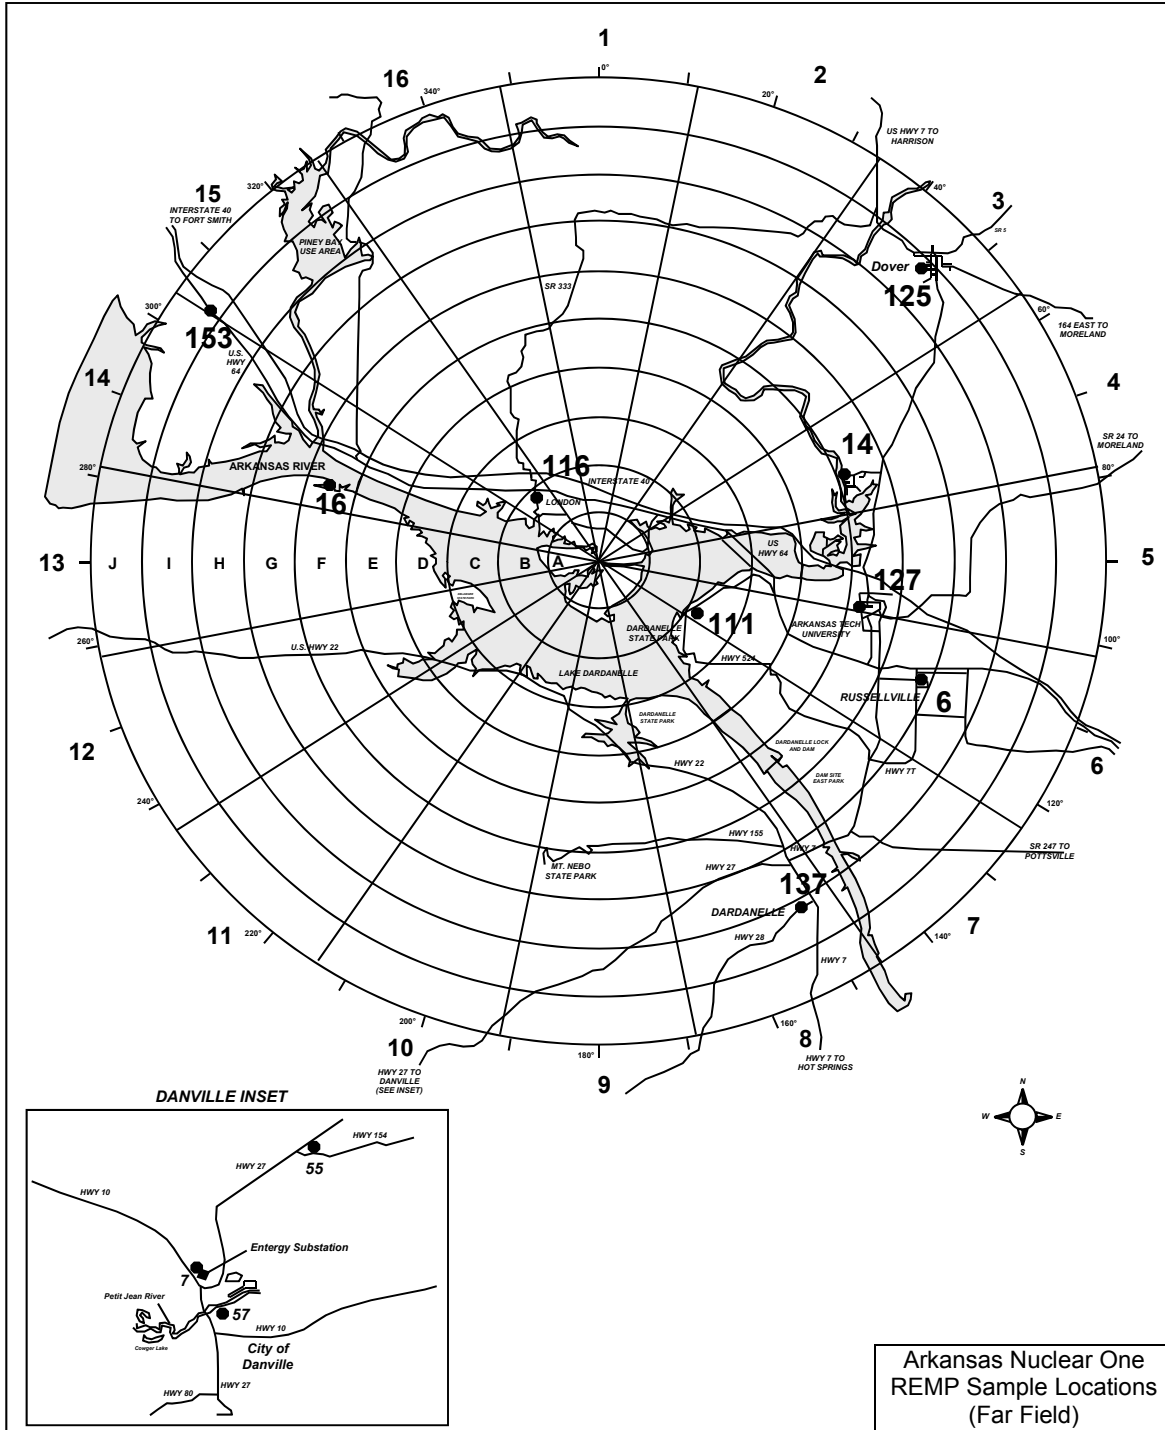 1
0°
16
340°
2
20°
US HWY 7 TO
HARRISON
15
320°
INTERSTATE 40
TO FORT SMITH
40°
3
SR 5
PINEY BAY
USE AREA
Dover
125
SR 333
300°
153
U.S.
HWY
64
60°
164 EAST TO
MORELAND
14
4
SR 24 TO
MORELAND
14
280°
ARKANSAS RIVER
16
116
LONDON
INTERSTATE 40
80°
US
HWY 64
13
J
I
H
G
F
E
D
C
B
A
5
127
111
DARDANELLE
STATE PARK
ARKANSAS TECH
UNIVERSITY
260°
U.S. HWY 22
HWY 524
100°
LAKE DARDANELLE
RUSSELLVILLE
6
DARDANELLE
STATE PARK
12
DARDANELLE LOCK
AND DAM
6
HWY 22
DAM SITE
EAST PARK
HWY 7T
240°
120°
HWY 155
HWY 7
SR 247 TO
POTTSVILLE
MT. NEBO
STATE PARK
HWY 27
137
DARDANELLE
11
220°
HWY 28
7
140°
HWY 7
200°
160°
10
180°
8
HWY 27 TO
DANVILLE
(SEE INSET)
9
HWY 7 TO
HOT SPRINGS
DANVILLE INSET
N
W
E
S
HWY 154
HWY 27
55
HWY 10
Entergy Substation
7
Petit Jean River
57
HWY 10
Cowger Lake
City of
Danville
HWY 27
HWY 80
Arkansas Nuclear One
REMP Sample Locations
(Far Field)